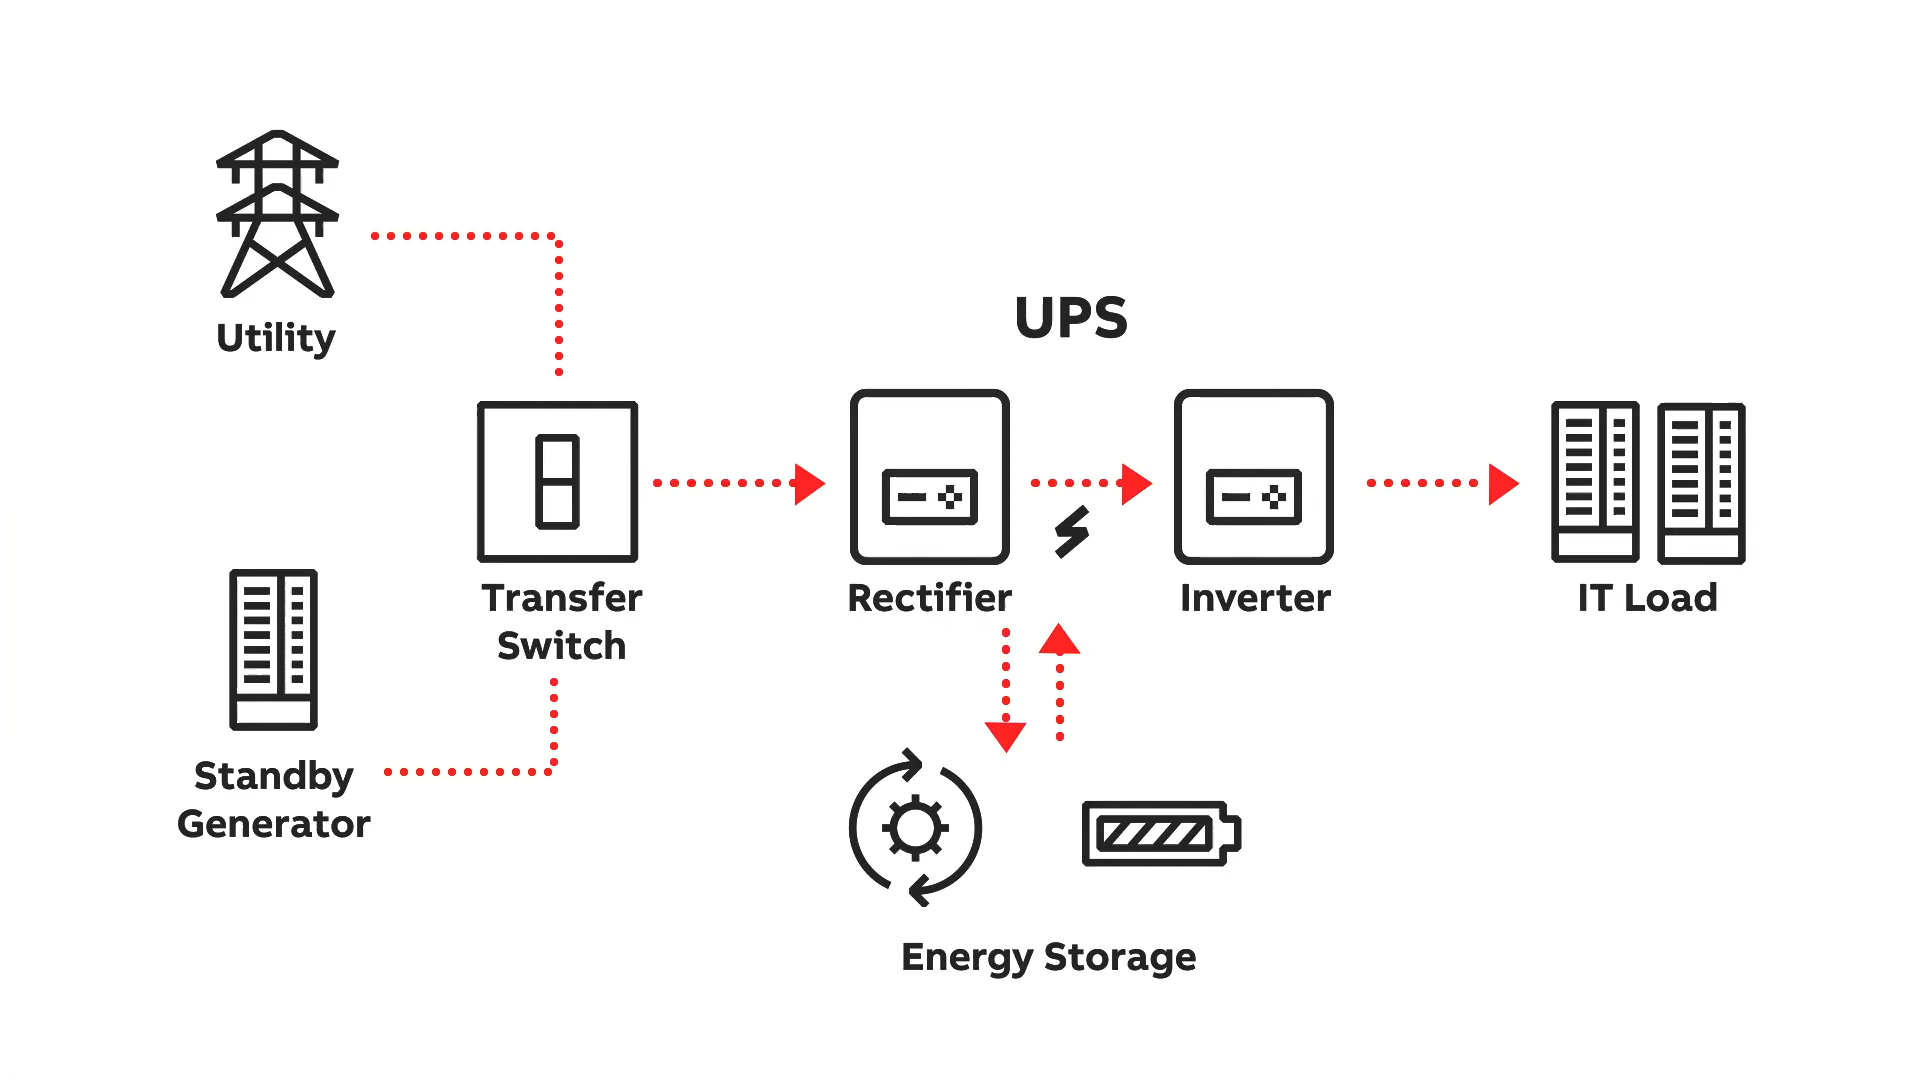 Utility
UPS
Transfer
Switch
Rectifier
Inverter
IT Load
Standby
Generator
Energy Storage